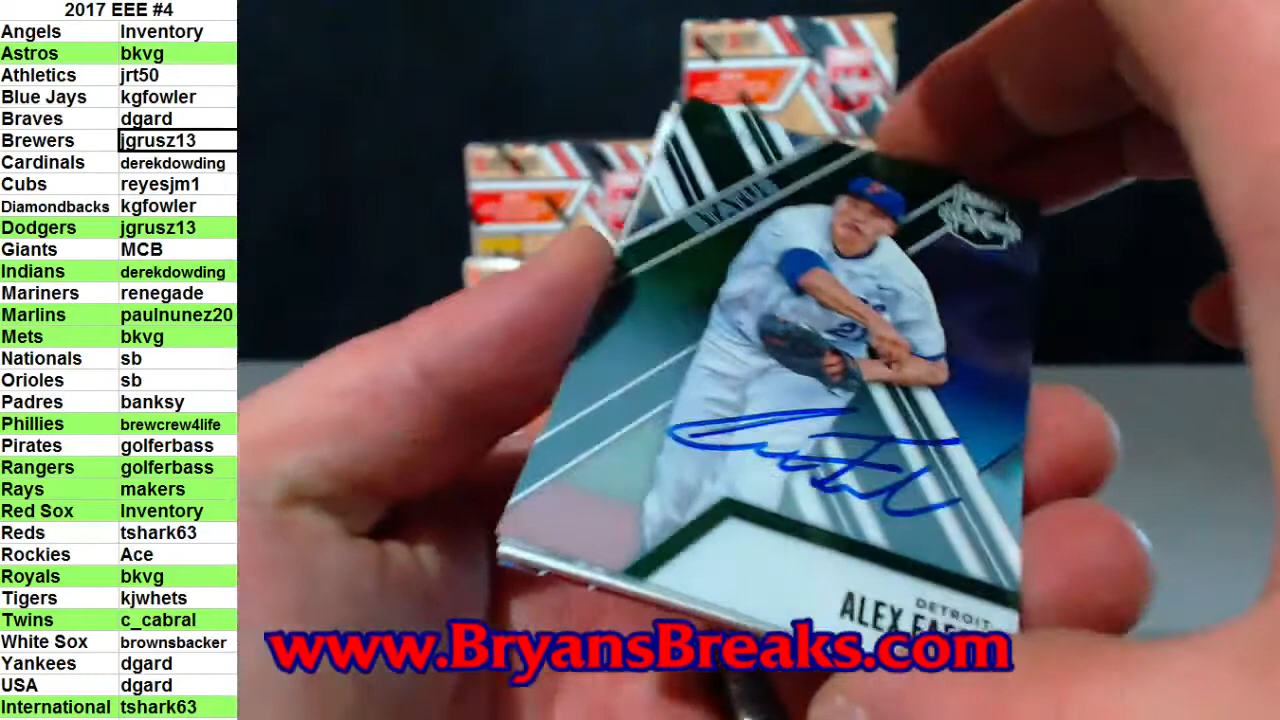 2017 EEE #4
Angels Inventory
Astros bkvg
Athletics jrt50
Blue Jays kgfowler
Braves dgard
Brewers jgrusz13
Cardinals derekdowding
Cubs reyesjm1
Diamondbacks kgfowler
Dodgers jgrusz13
Giants MCB
Indians derekdowding
Mariners renegade
Marlins paulnunez20
Mets bkvg
Nationals sb
Orioles sb
Padres banksy
Phillies brewcrew4life
Pirates golferbass
Rangers golferbass
Rays makers
Red Sox Inventory
Reds tshark63
Rockies Ace
Royals bkvg
Tigers kjwhets
Twins c_cabral
White Sox brownsbacker
Yankees dgard
USA dgard
International tshark63
STATUS
DETROIT
ALEX
www.BryansBreaks.com